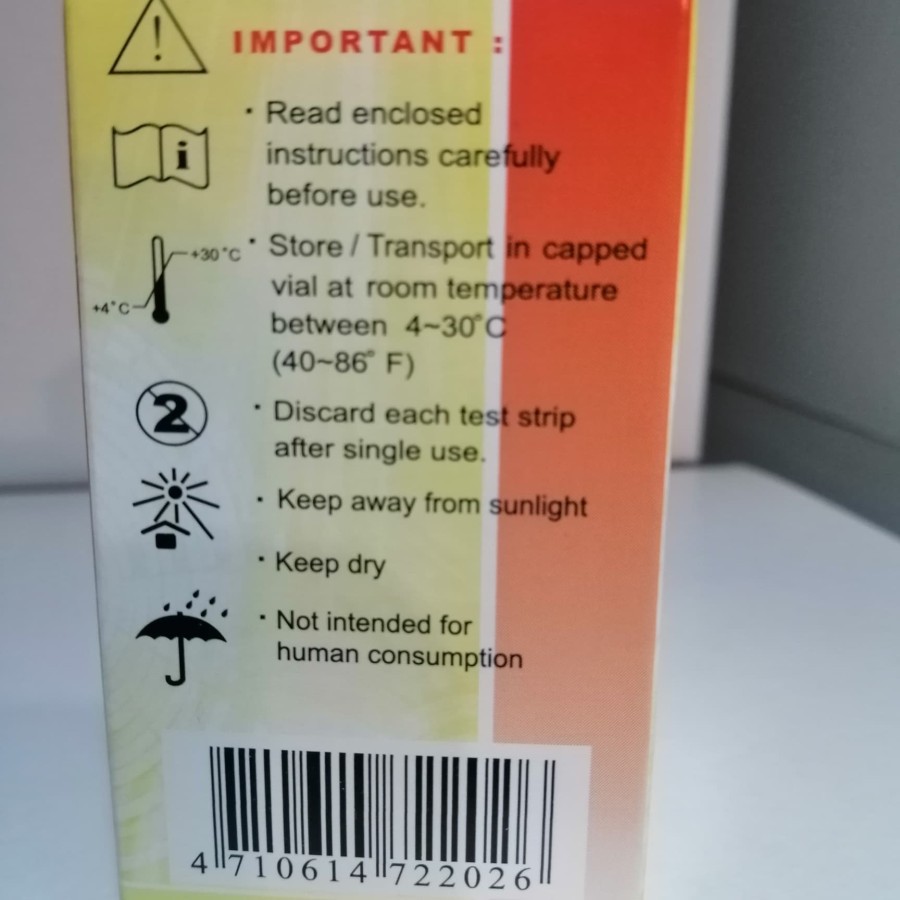 IMPORTANT :
· Read enclosed
instructions carefully
before use.
+30°C
+4°C
· Store / Transport in capped
vial at room temperature
between 4~30°C
(40~86° F)
2
· Discard each test strip
after single use.
· Keep away from sunlight
· Keep dry
· Not intended for
human consumption
4 710614 722026